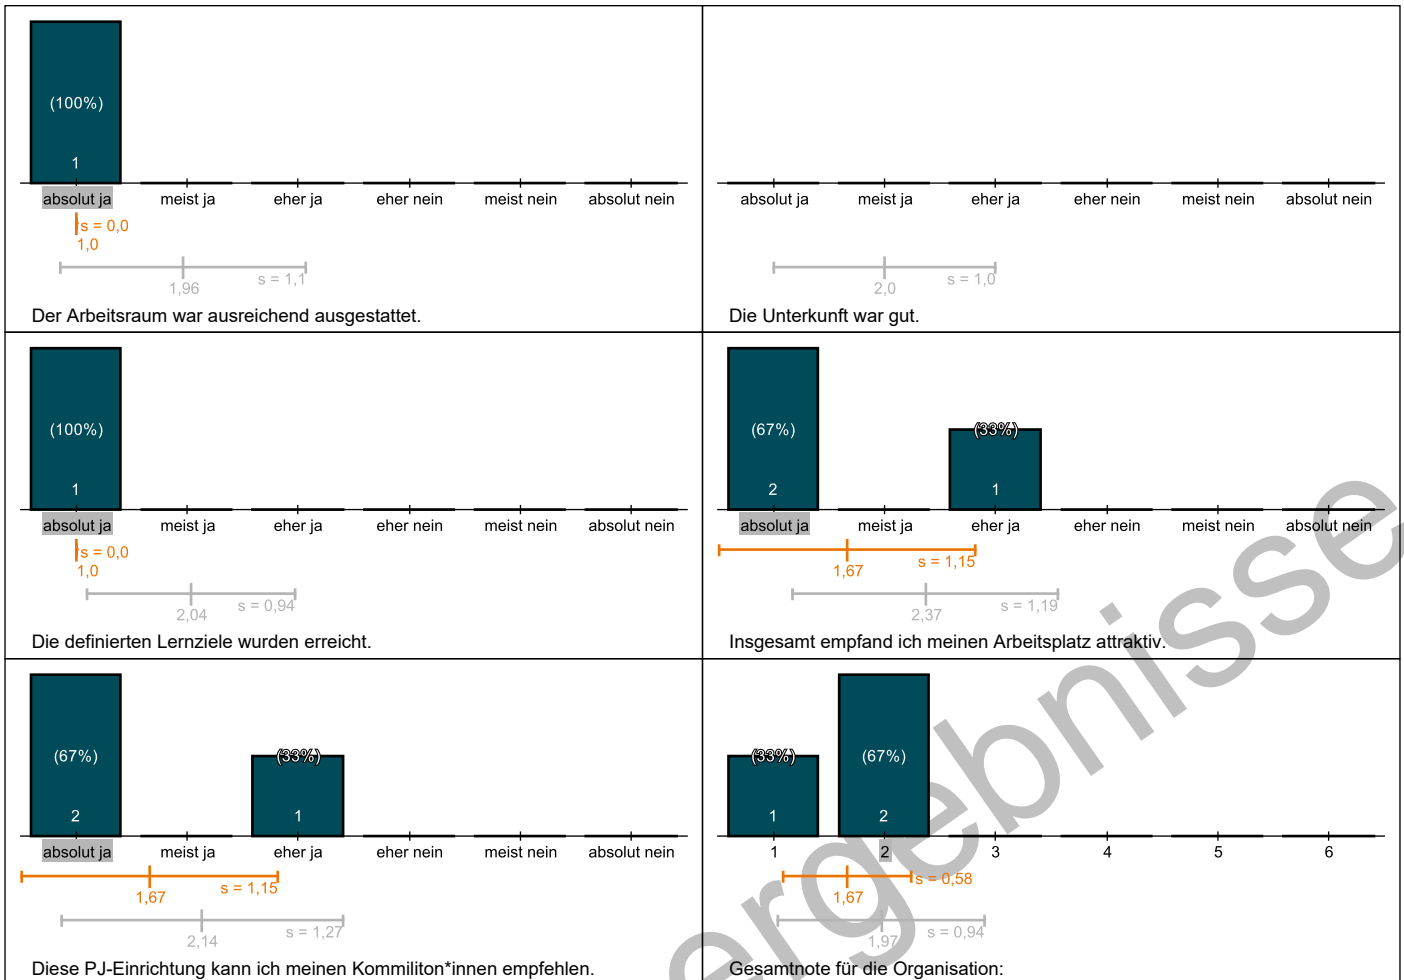 (100%)
1
absolut ja meist ja eher ja eher nein meist nein absolut nein
s = 0,0
1,0
s = 1,1
1,96
Der Arbeitsraum war ausreichend ausgestattet.
absolut ja meist ja eher ja eher nein meist nein absolut nein
s = 1,0
2,0
Die Unterkunft war gut.
(100%)
1
absolut ja meist ja eher ja eher nein meist nein absolut nein
s = 0,0
1,0
s = 0,94
2,04
Die definierten Lernziele wurden erreicht.
(67%) (33%)
2 1
absolut ja meist ja eher ja eher nein meist nein absolut nein
s = 1,15
1,67
s = 1,19
2,37
Insgesamt empfand ich meinen Arbeitsplatz attraktiv.
(67%) (33%)
2 1
absolut ja meist ja eher ja eher nein meist nein absolut nein
s = 1,15
1,67
s = 1,27
2,14
Diese PJ-Einrichtung kann ich meinen Kommiliton*innen empfehlen.
(33%) (67%)
1 2
1 2 3 4 5 6
s = 0,58
1,67
s = 0,94
1,97
Gesamtnote für die Organisation:
ergebnisse